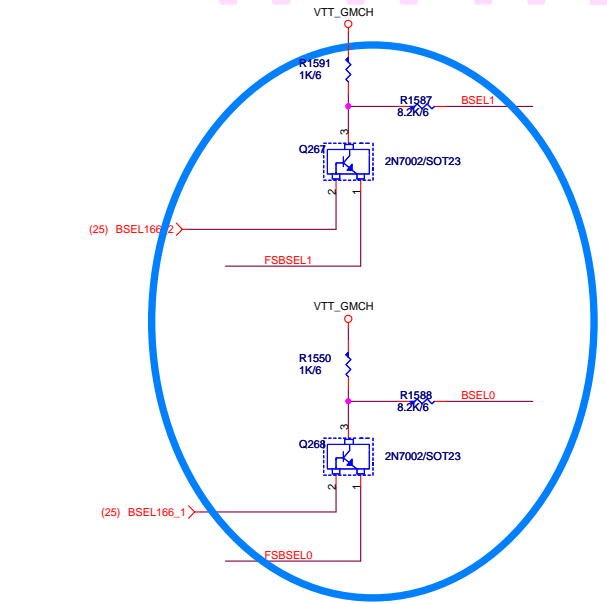 VTT_GMCH
R1591
1K/6
R1587
BSEL1
8.2K/6
3
Q267
2N7002/SOT23
2
1
(25) BSEL166_2
FSBSEL1
VTT_GMCH
R1550
1K/6
R1588
BSEL0
8.2K/6
3
Q268
2N7002/SOT23
2
1
(25) BSEL166_1
FSBSEL0